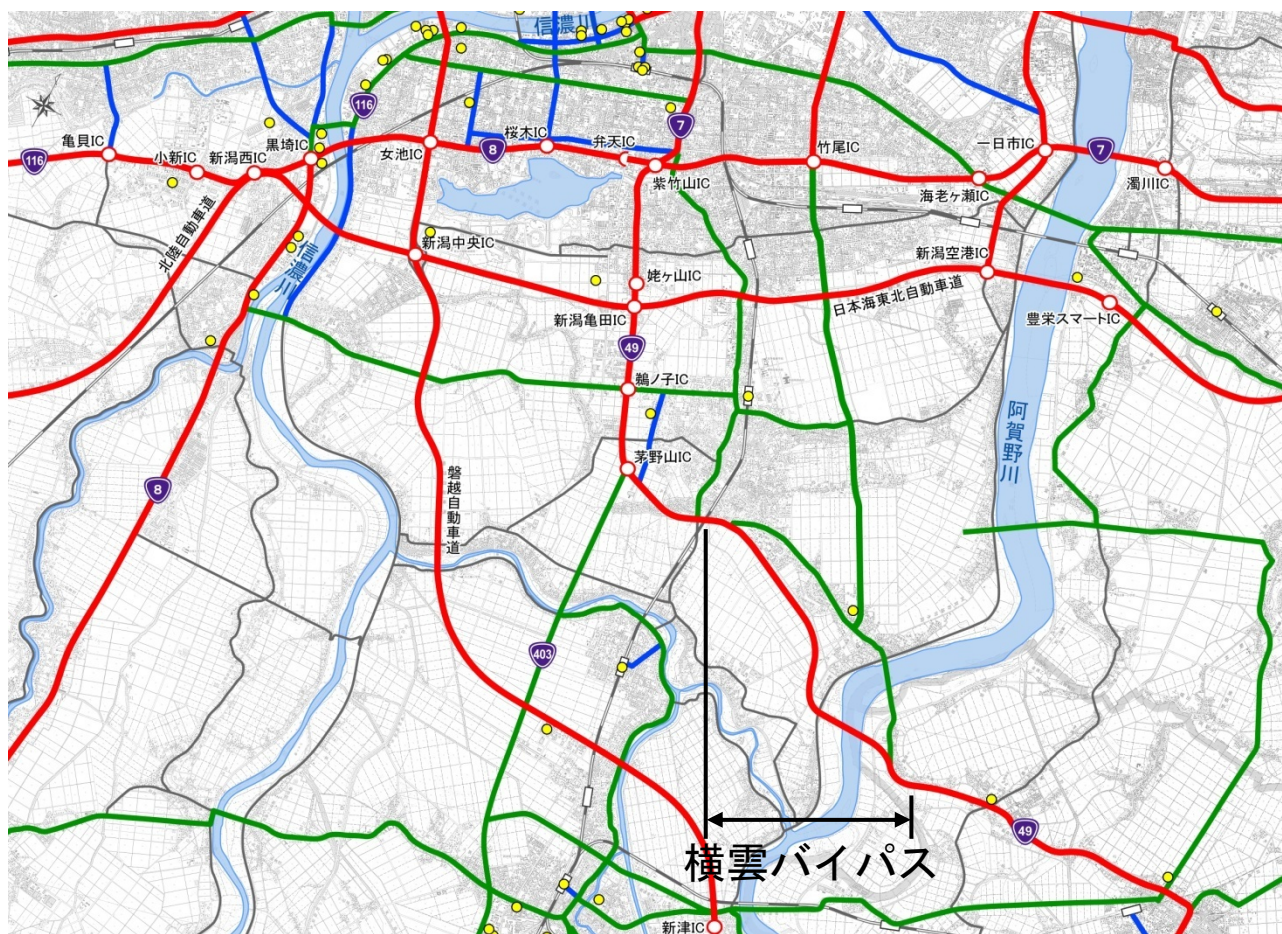 信濃川
116
7
亀貝IC
小新IC
新潟西IC
黒埼IC
女池IC
8
桜木IC
弁天IC
紫竹山IC
竹尾IC
一日市IC
7
116
海老ヶ瀬IC
濁川IC
北陸自動車道
信濃川
新潟中央IC
姥ヶ山IC
新潟空港IC
新潟亀田IC
日本海東北自動車道
豊栄スマートIC
49
鵜ノ子IC
阿賀野川
茅野山IC
8
磐越自動車道
403
横雲バイパス
49
新津IC